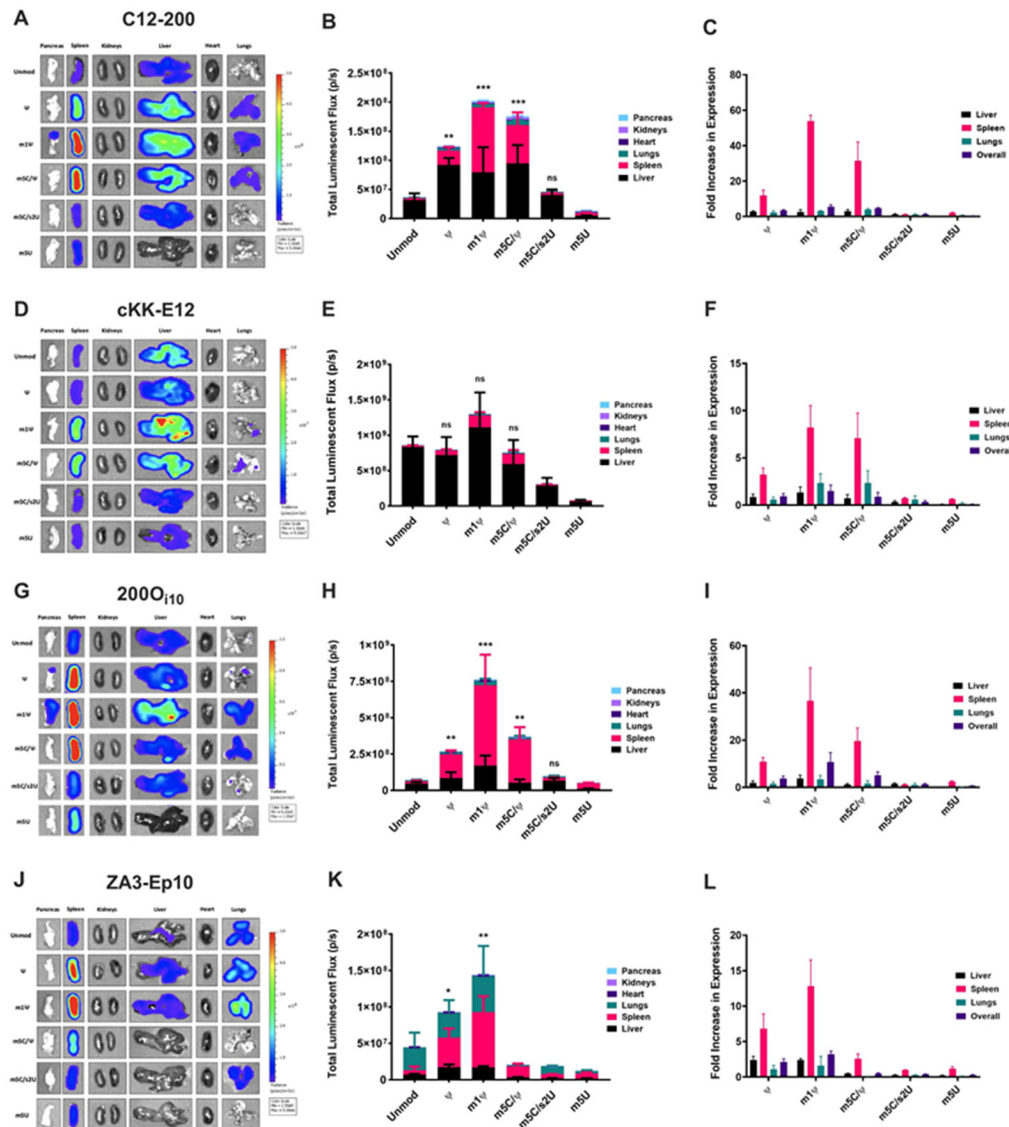 A
C12-200
Pancreas Spleen Kidneys Liver Heart Lungs
Unmod
Ψ
m1Ψ
m5C/Ψ
m5C/s2U
m5U
B
Total Luminescent Flux (p/s)
2.5×10⁸
2×10⁸
1.5×10⁸
1×10⁸
5×10⁷
0
**
***
***
ns
Pancreas
Kidneys
Heart
Lungs
Spleen
Liver
Unmod Ψ m1Ψ m5C/Ψ m5C/s2U m5U
C
Fold Increase in Expression
80
60
40
20
0
Liver
Spleen
Lungs
Overall
Ψ m1Ψ m5C/Ψ m5C/s2U m5U
D
cKK-E12
Pancreas Spleen Kidneys Liver Heart Lungs
Unmod
Ψ
m1Ψ
m5C/Ψ
m5C/s2U
m5U
E
Total Luminescent Flux (p/s)
2×10⁹
1.5×10⁹
1×10⁹
5×10⁸
0
ns
ns
ns
Pancreas
Kidneys
Heart
Lungs
Spleen
Liver
Unmod Ψ m1Ψ m5C/Ψ m5C/s2U m5U
F
Fold Increase in Expression
15
10
5
0
Liver
Spleen
Lungs
Overall
Ψ m1Ψ m5C/Ψ m5C/s2U m5U
G
200Oi10
Pancreas Spleen Kidneys Liver Heart Lungs
Unmod
Ψ
m1Ψ
m5C/Ψ
m5C/s2U
m5U
H
Total Luminescent Flux (p/s)
1×10⁹
7.5×10⁸
5×10⁸
2.5×10⁸
0
**
***
**
ns
Pancreas
Kidneys
Heart
Lungs
Spleen
Liver
Unmod Ψ m1Ψ m5C/Ψ m5C/s2U m5U
I
Fold Increase in Expression
60
40
20
0
Liver
Spleen
Lungs
Overall
Ψ m1Ψ m5C/Ψ m5C/s2U m5U
J
ZA3-Ep10
Pancreas Spleen Kidneys Liver Heart Lungs
Unmod
Ψ
m1Ψ
m5C/Ψ
m5C/s2U
m5U
K
Total Luminescent Flux (p/s)
2×10⁸
1.5×10⁸
1×10⁸
5×10⁷
0
*
**
Pancreas
Kidneys
Heart
Lungs
Spleen
Liver
Unmod Ψ m1Ψ m5C/Ψ m5C/s2U m5U
L
Fold Increase in Expression
20
15
10
5
0
Liver
Spleen
Lungs
Overall
Ψ m1Ψ m5C/Ψ m5C/s2U m5U